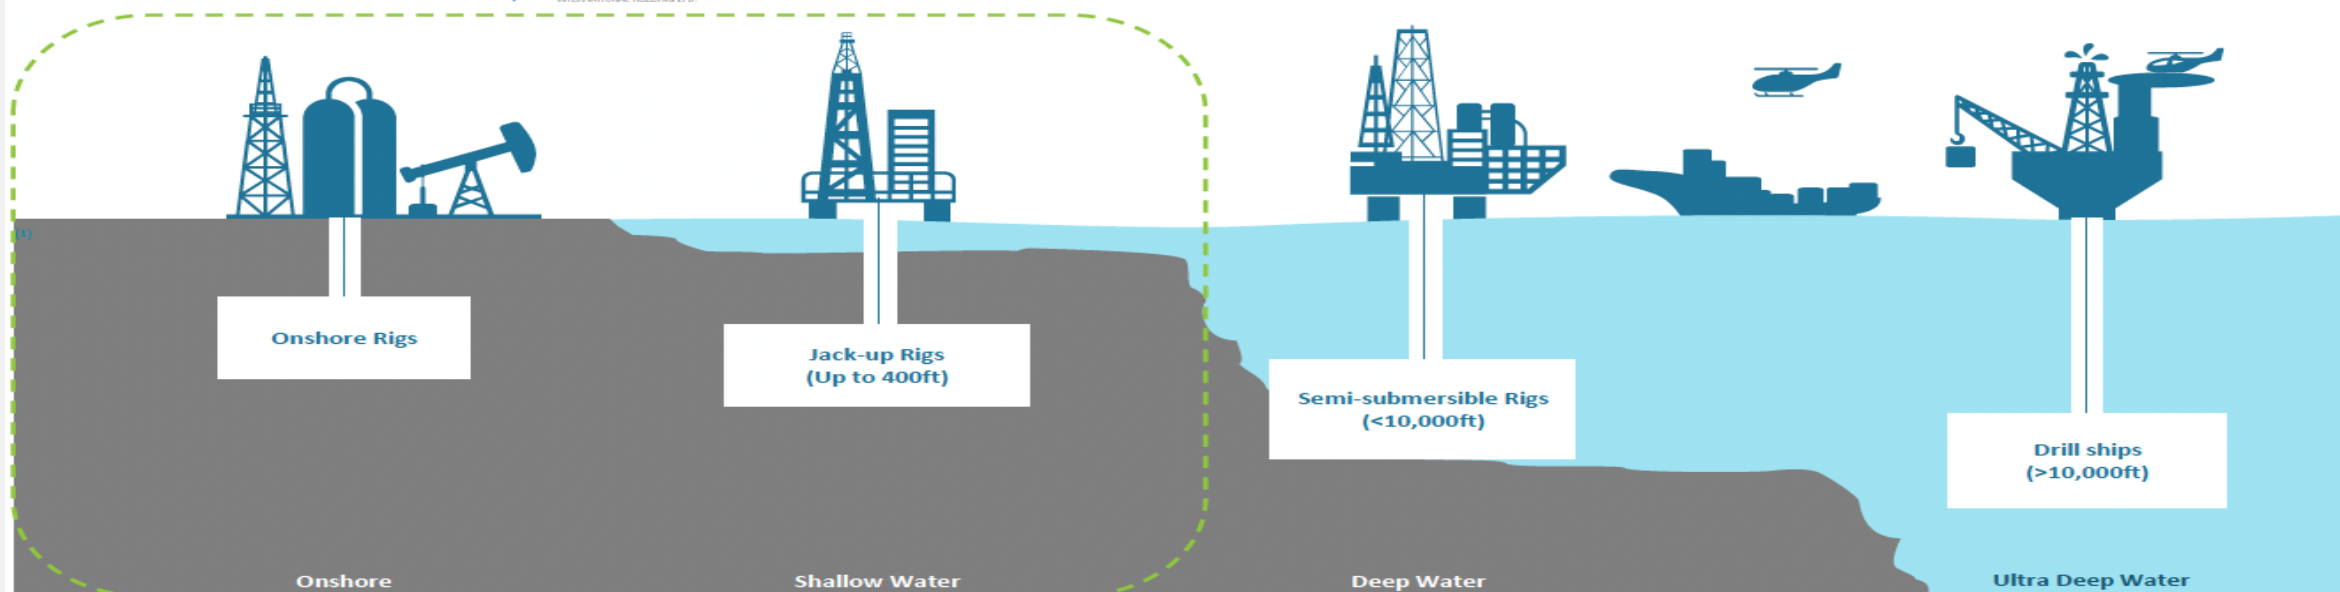 (1)
Onshore Rigs
Jack-up Rigs
(Up to 400ft)
Semi-submersible Rigs
(<10,000ft)
Drill ships
(>10,000ft)
Onshore
Shallow Water
Deep Water
Ultra Deep Water